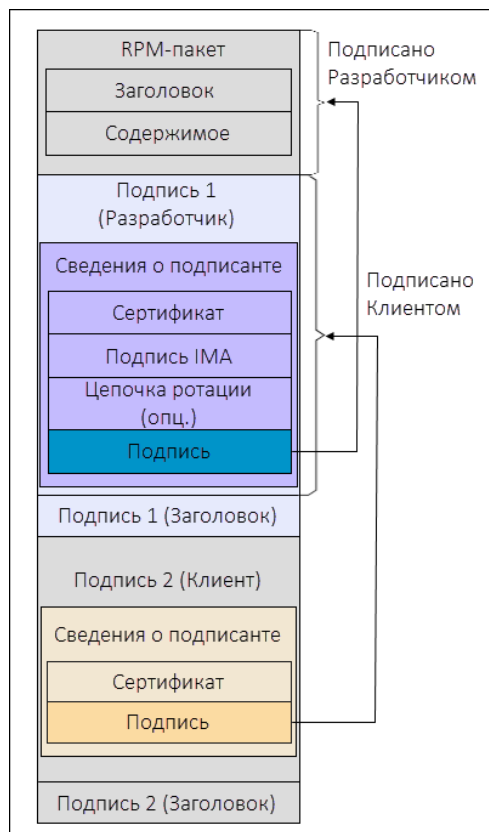 RPM-пакет
Заголовок
Содержимое
Подписано
Разработчиком
Подпись 1
(Разработчик)
Сведения о подписанте
Сертификат
Подпись IMA
Цепочка ротации
(опц.)
Подпись
Подписано
Клиентом
Подпись 1 (Заголовок)
Подпись 2 (Клиент)
Сведения о подписанте
Сертификат
Подпись
Подпись 2 (Заголовок)